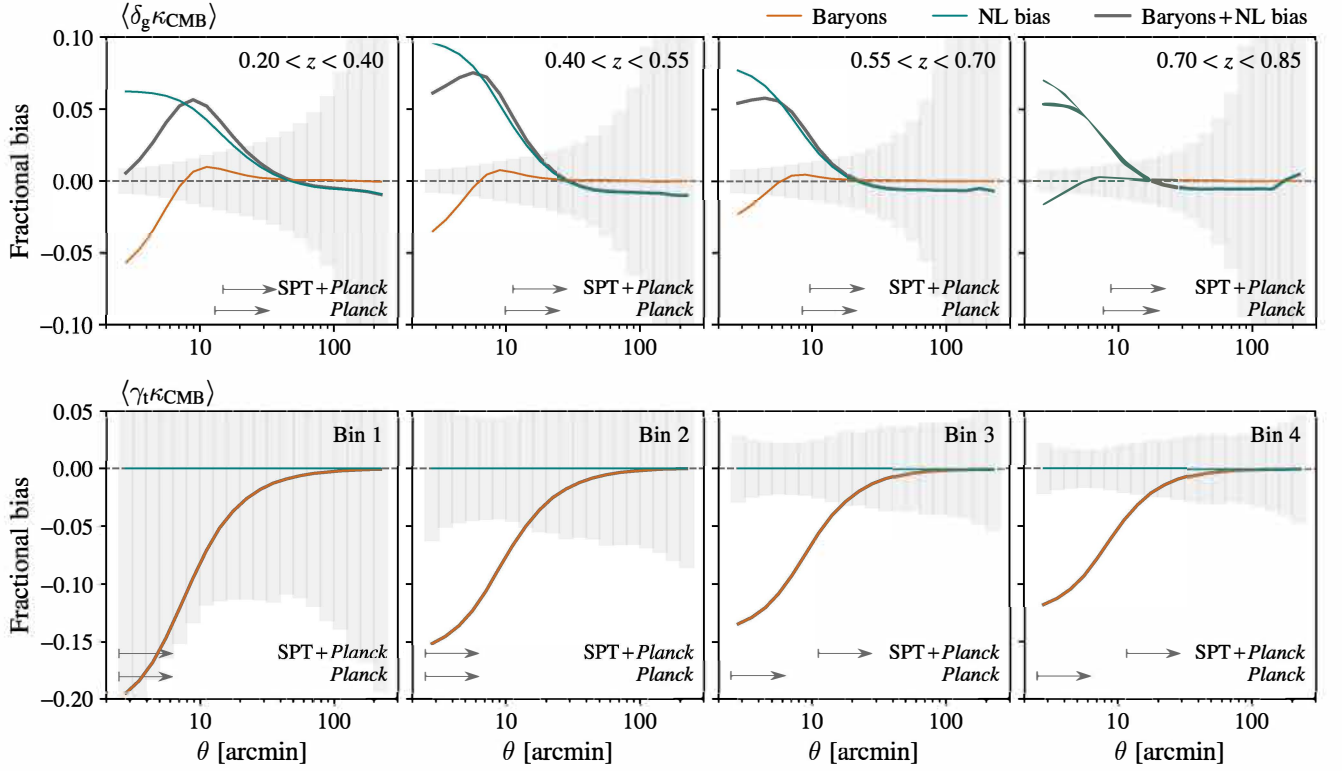 ⟨δgκCMB⟩
Baryons NL bias Baryons+NL bias
Fractional bias
0.10
0.05
0.00
−0.05
−0.10
0.20 < z < 0.40
SPT+Planck
Planck
0.40 < z < 0.55
SPT+Planck
Planck
0.55 < z < 0.70
SPT+Planck
Planck
0.70 < z < 0.85
SPT+Planck
Planck
10 100
10 100
10 100
10 100
⟨γtκCMB⟩
Fractional bias
0.05
0.00
−0.05
−0.10
−0.15
−0.20
Bin 1
SPT+Planck
Planck
Bin 2
SPT+Planck
Planck
Bin 3
SPT+Planck
Planck
Bin 4
SPT+Planck
Planck
10 100
10 100
10 100
10 100
θ [arcmin]
θ [arcmin]
θ [arcmin]
θ [arcmin]